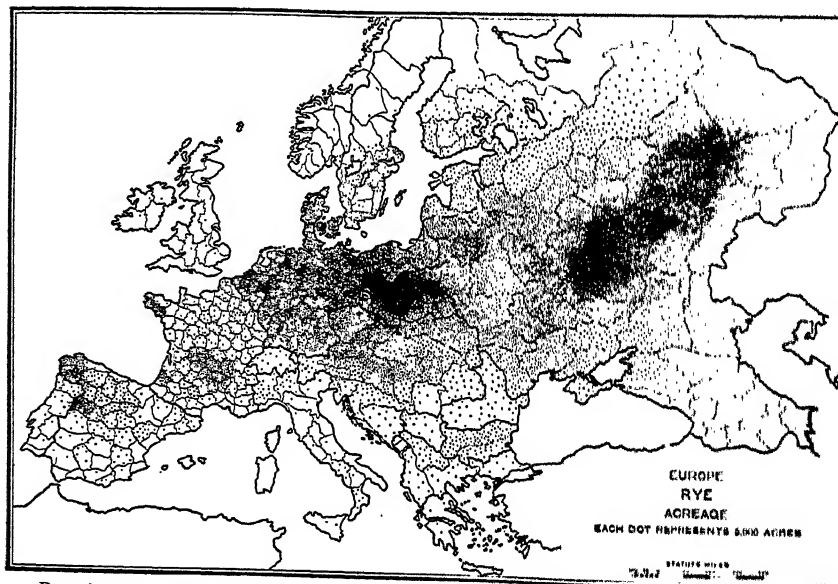 EUROPE
RYE
ACREAGE
EACH DOT REPRESENTS 5,000 ACRES
STATUTE MILES